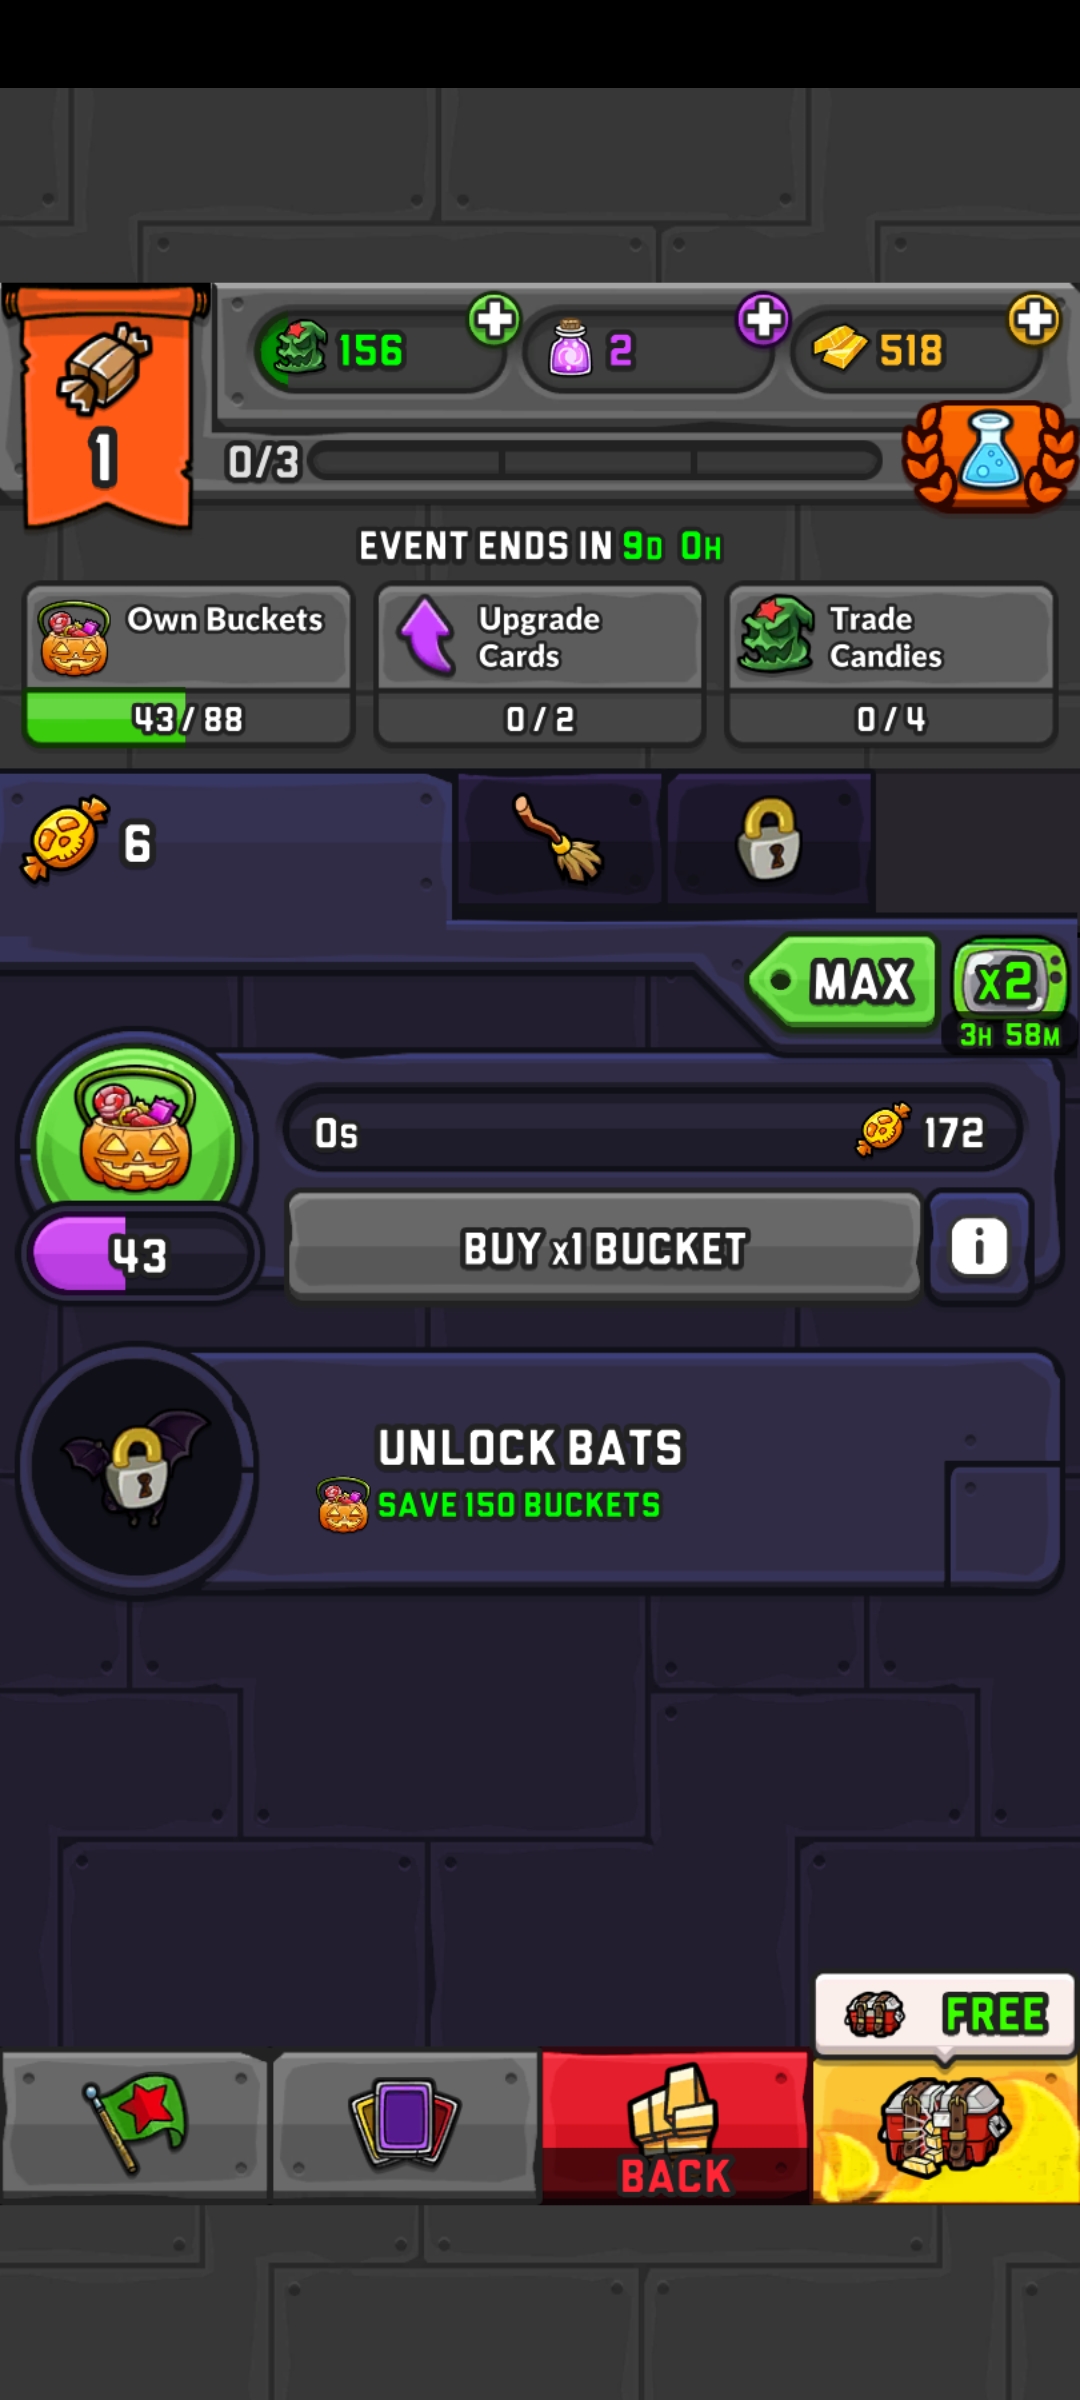 156
2
518
1
0/3
EVENT ENDS IN 9D 0H
Own Buckets
43/88
Upgrade
Cards
0/2
Trade
Candies
0/4
6
MAX
x2
3H 58M
0s
172
43
BUY x1 BUCKET
i
UNLOCK BATS
SAVE 150 BUCKETS
FREE
BACK